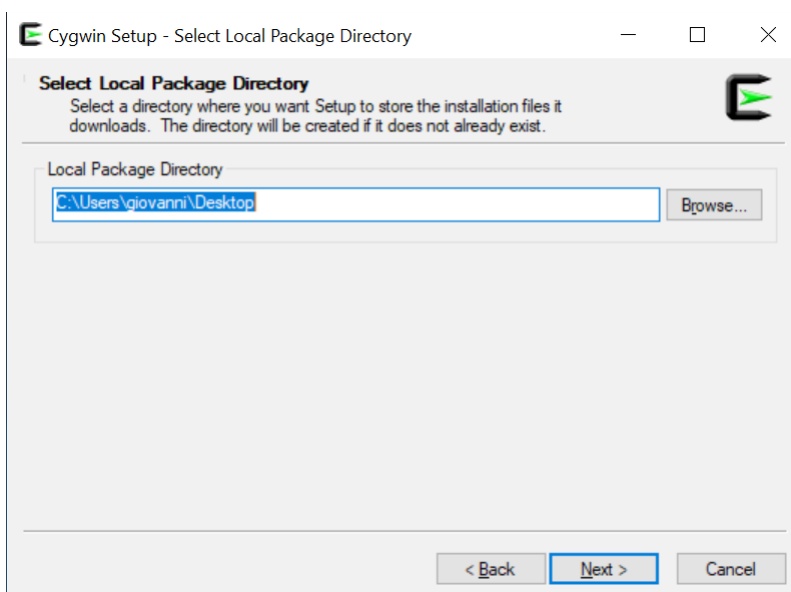 Cygwin Setup - Select Local Package Directory
Select Local Package Directory
Select a directory where you want Setup to store the installation files it
downloads. The directory will be created if it does not already exist.
Local Package Directory
C:\Users\giovanni\Desktop
Browse...
< Back
Next >
Cancel